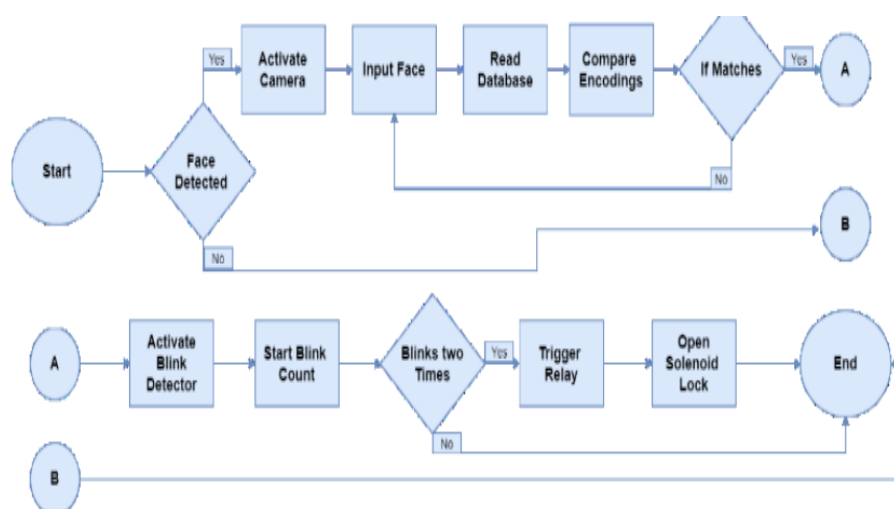 Start
Face
Detected
Yes
Activate
Camera
Input Face
Read
Database
Compare
Encodings
If Matches
Yes
A
No
No
B
A
Activate
Blink
Detector
Start Blink
Count
Blinks two
Times
Yes
Trigger
Relay
Open
Solenoid
Lock
End
No
B